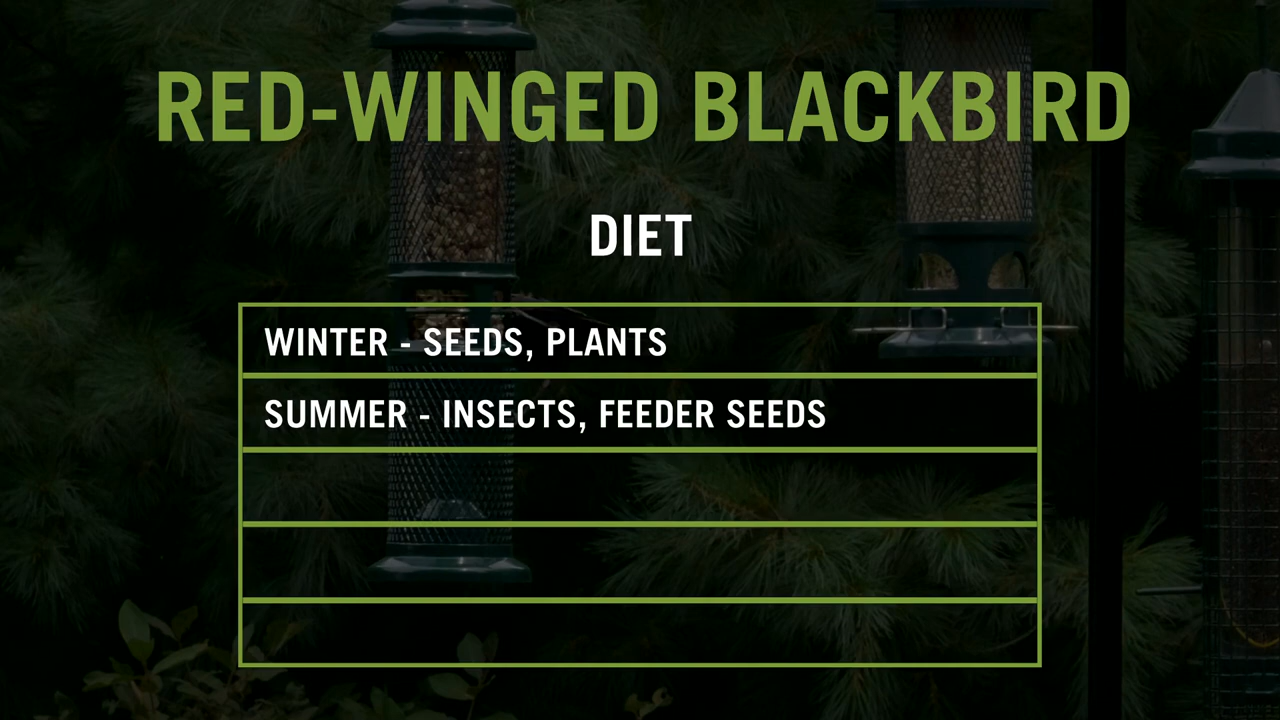 RED-WINGED BLACKBIRD
DIET
WINTER - SEEDS, PLANTS
SUMMER - INSECTS, FEEDER SEEDS